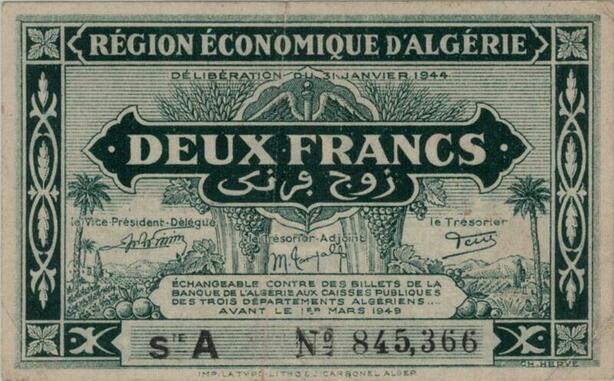 RÉGION ÉCONOMIQUE D'ALGÉRIE
DÉLIBÉRATION DU 31 JANVIER 1944
DEUX·FRANCS
زوج فرنك
le Vice-Président-Délégué
le Trésorier-Adjoint
le Trésorier
ÉCHANGEABLE CONTRE DES BILLETS DE LA
BANQUE DE L'ALGÉRIE AUX CAISSES PUBLIQUES
DES TROIS DÉPARTEMENTS ALGÉRIENS....
AVANT LE 1ER MARS 1949
SIE A No 845,366
IMP. LA TYPO-LITHO & J. CARBONEL ALGER
CH. HERVÉ